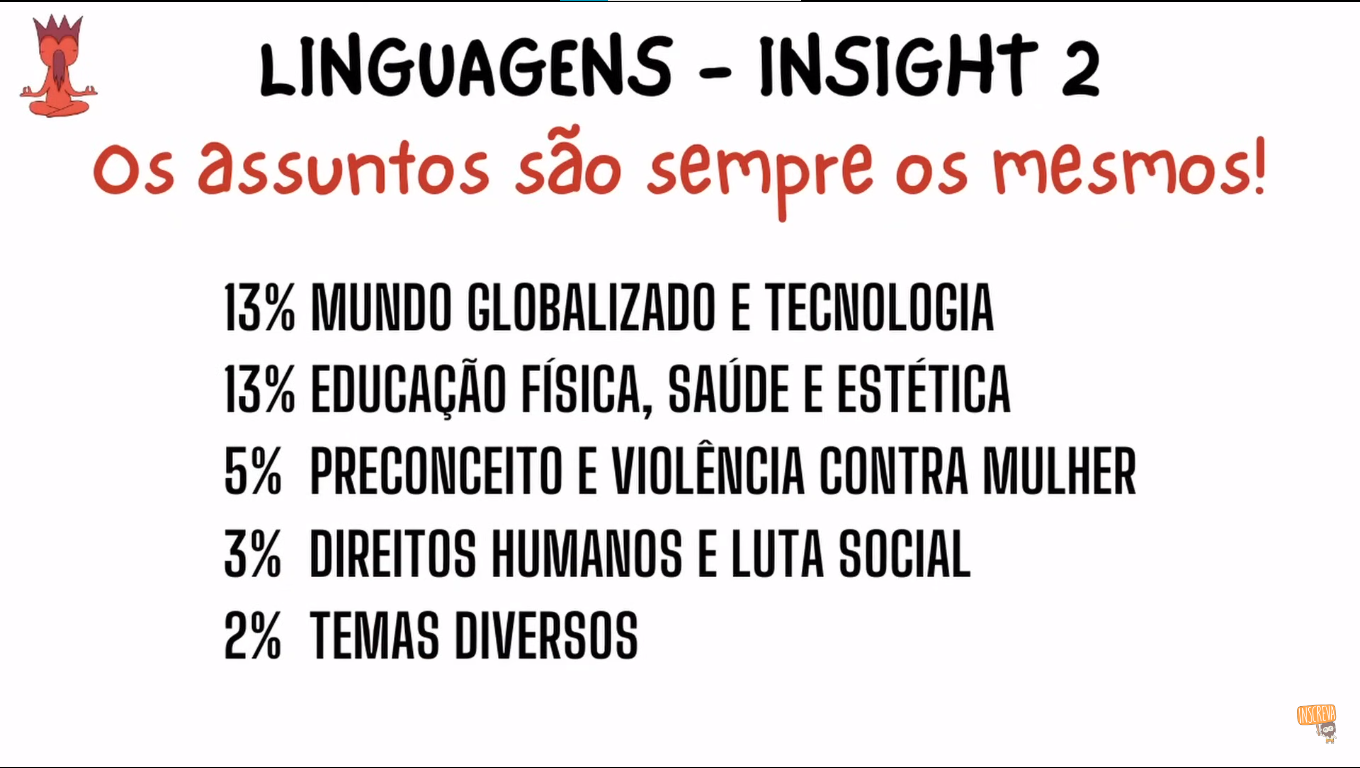 LINGUAGENS - INSIGHT 2
Os assuntos são sempre os mesmos!
13% MUNDO GLOBALIZADO E TECNOLOGIA
13% EDUCAÇÃO FÍSICA, SAÚDE E ESTÉTICA
5% PRECONCEITO E VIOLÊNCIA CONTRA MULHER
3% DIREITOS HUMANOS E LUTA SOCIAL
2% TEMAS DIVERSOS
INSCREVA